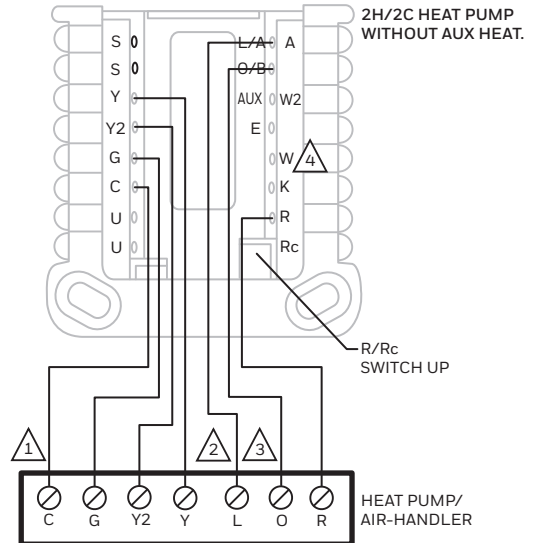 2H/2C HEAT PUMP
WITHOUT AUX HEAT.
S L/A A
S O/B
Y AUX W2
Y2 E
G W 4
C K
U R
U Rc
R/Rc
SWITCH UP
1 2 3
C G Y2 Y L O R
HEAT PUMP/
AIR-HANDLER